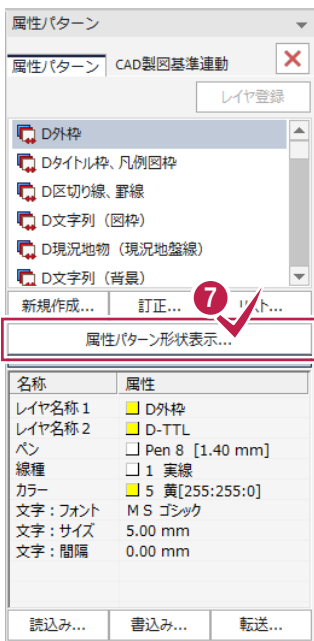 属性パターン
属性パターン CAD製図基準連動
レイヤ登録
D外枠
Dタイトル枠、凡例図枠
D区切り線、罫線
D文字列（図枠）
D現況地物（現況地盤線）
D文字列（背景）
7
新規作成... 訂正... リスト...
属性パターン形状表示...
名称 属性
レイヤ名称1 D外枠
レイヤ名称2 D-TTL
ペン Pen 8 [1.40 mm]
線種 1 実線
カラー 5 黄[255:255:0]
文字：フォント ＭＳ ゴシック
文字：サイズ 5.00 mm
文字：間隔 0.00 mm
読込み... 書込み... 転送...